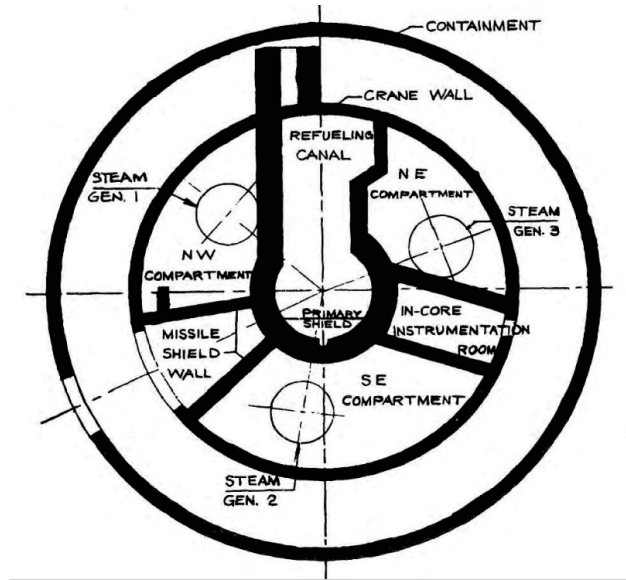 CONTAINMENT
CRANE WALL
REFUELING
CANAL
STEAM
GEN. 1
NE
COMPARTMENT
STEAM
GEN. 3
NW
COMPARTMENT
PRIMARY
SHIELD
IN-CORE
INSTRUMENTATION
ROOM
MISSILE
SHIELD
WALL
SE
COMPARTMENT
STEAM
GEN. 2